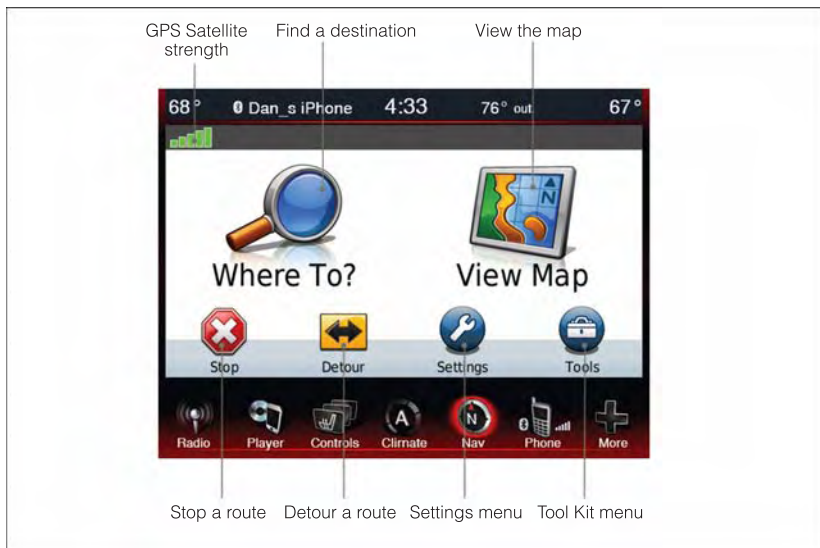 GPS Satellite
strength
Find a destination
View the map
68° Dan_s iPhone 4:33 76° out 67°
Where To?
View Map
Stop
Detour
Settings
Tools
N
A
N
Radio
Player
Controls
Climate
Nav
Phone
More
Stop a route
Detour a route
Settings menu
Tool Kit menu